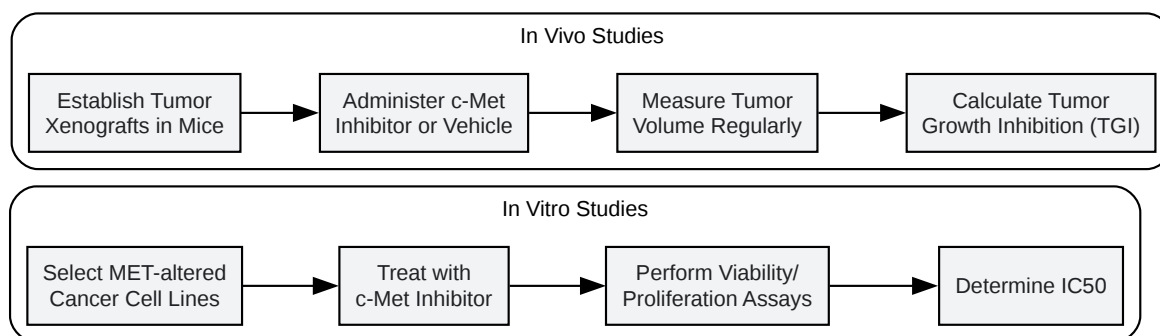 In Vivo Studies
Establish Tumor
Xenografts in Mice
Administer c-Met
Inhibitor or Vehicle
Measure Tumor
Volume Regularly
Calculate Tumor
Growth Inhibition (TGI)
In Vitro Studies
Select MET-altered
Cancer Cell Lines
Treat with
c-Met Inhibitor
Perform Viability/
Proliferation Assays
Determine IC50